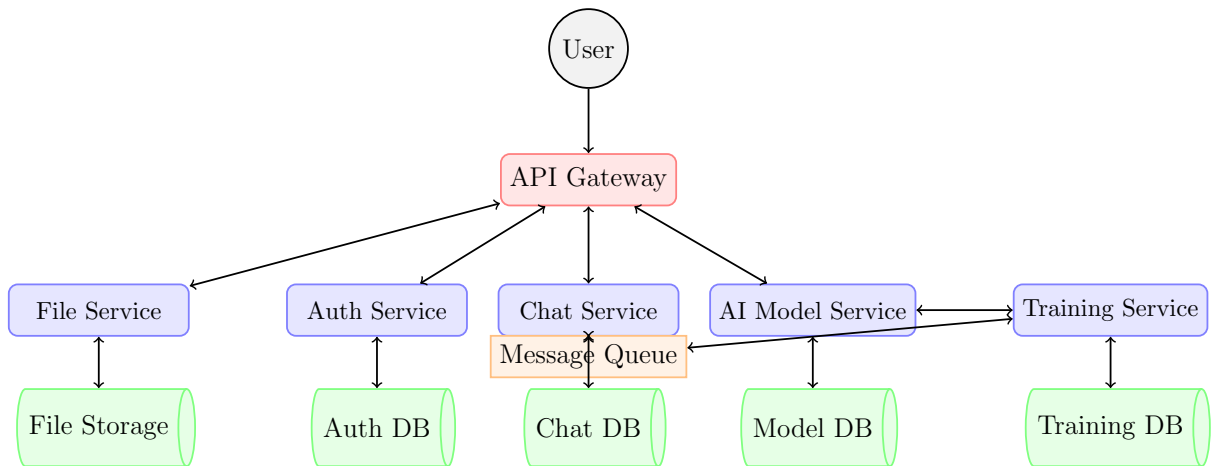 User
API Gateway
File Service
Auth Service
Chat Service
AI Model Service
Training Service
Message Queue
File Storage
Auth DB
Chat DB
Model DB
Training DB